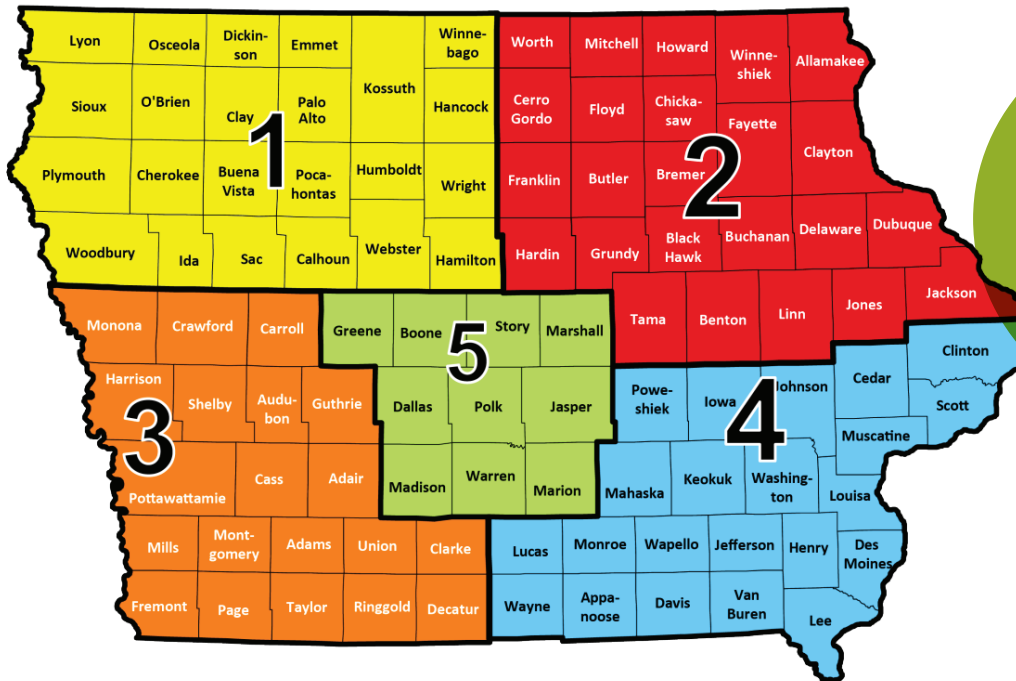 Lyon
Osceola
Dickin-
son
Emmet
Kossuth
Winne-
bago
Sioux
O'Brien
Clay
Palo
Alto
Hancock
1
Plymouth
Cherokee
Buena
Vista
Poca-
hontas
Humboldt
Wright
Woodbury
Ida
Sac
Calhoun
Webster
Hamilton
Worth
Mitchell
Howard
Winne-
shiek
Allamakee
Cerro
Gordo
Floyd
Chicka-
saw
Fayette
Clayton
2
Franklin
Butler
Bremer
Hardin
Grundy
Black
Hawk
Buchanan
Delaware
Dubuque
Tama
Benton
Linn
Jones
Jackson
Monona
Crawford
Carroll
Harrison
Shelby
Audu-
bon
Guthrie
3
Pottawattamie
Cass
Adair
Mills
Mont-
gomery
Adams
Union
Clarke
Fremont
Page
Taylor
Ringgold
Decatur
Greene
Boone
Story
Marshall
5
Dallas
Polk
Jasper
Madison
Warren
Marion
Powe-
shiek
Iowa
Johnson
Cedar
Clinton
Scott
4
Muscatine
Mahaska
Keokuk
Washing-
ton
Louisa
Lucas
Monroe
Wapello
Jefferson
Henry
Des
Moines
Wayne
Appa-
noose
Davis
Van
Buren
Lee